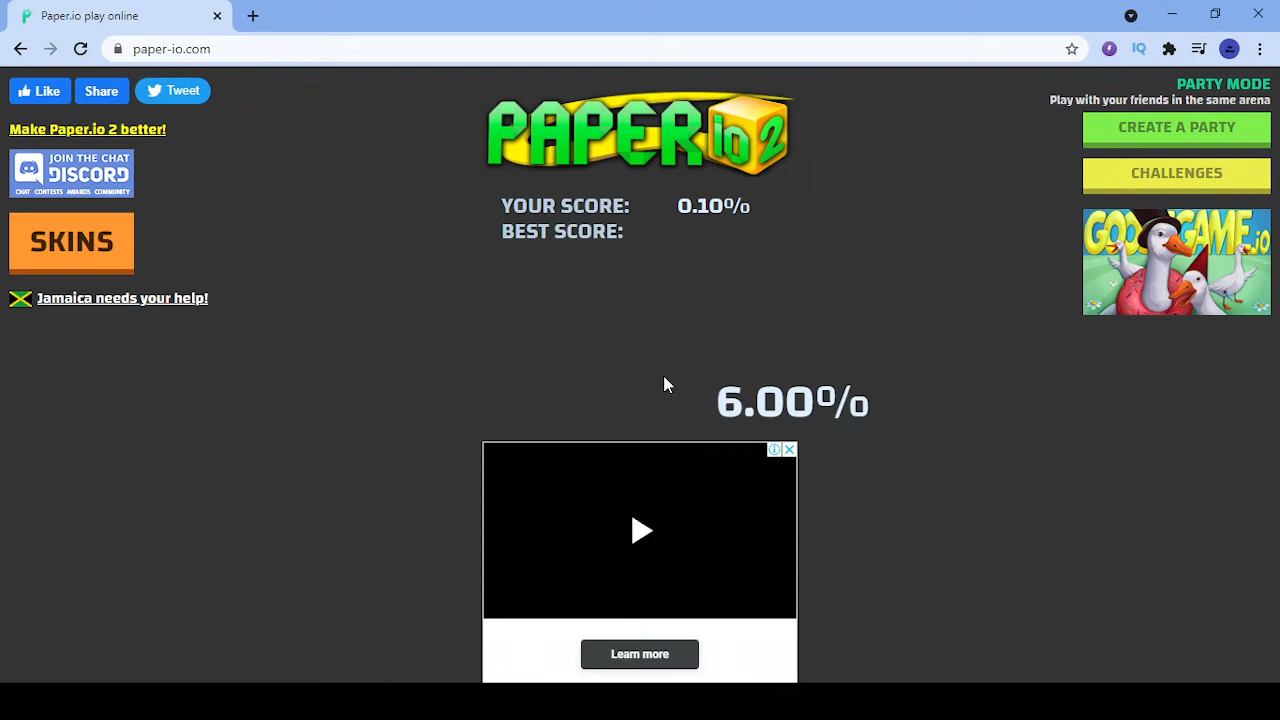 Paper.io play online
paper-io.com
IQ
Like
Share
Tweet
Make Paper.io 2 better!
JOIN THE CHAT
DISCORD
CHAT CONTESTS AWARDS COMMUNITY
SKINS
Jamaica needs your help!
PAPER io 2
YOUR SCORE: 0.10%
BEST SCORE:
6.00%
Learn more
PARTY MODE
Play with your friends in the same arena
CREATE A PARTY
CHALLENGES